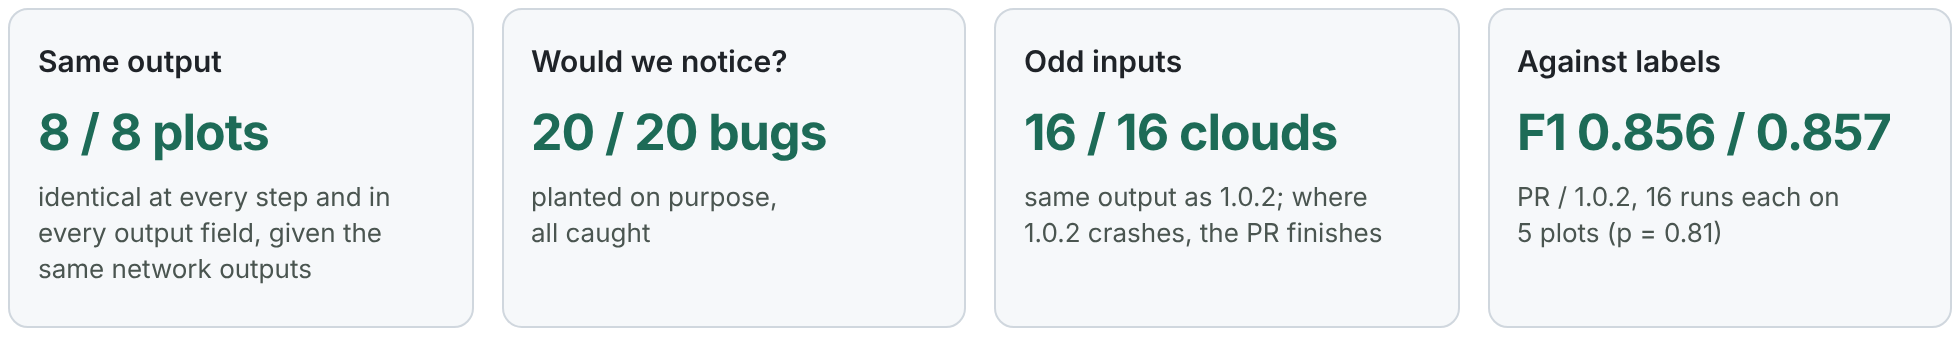 Same output
8 / 8 plots
identical at every step and in
every output field, given the
same network outputs
Would we notice?
20 / 20 bugs
planted on purpose,
all caught
Odd inputs
16 / 16 clouds
same output as 1.0.2; where
1.0.2 crashes, the PR finishes
Against labels
F1 0.856 / 0.857
PR / 1.0.2, 16 runs each on
5 plots (p = 0.81)